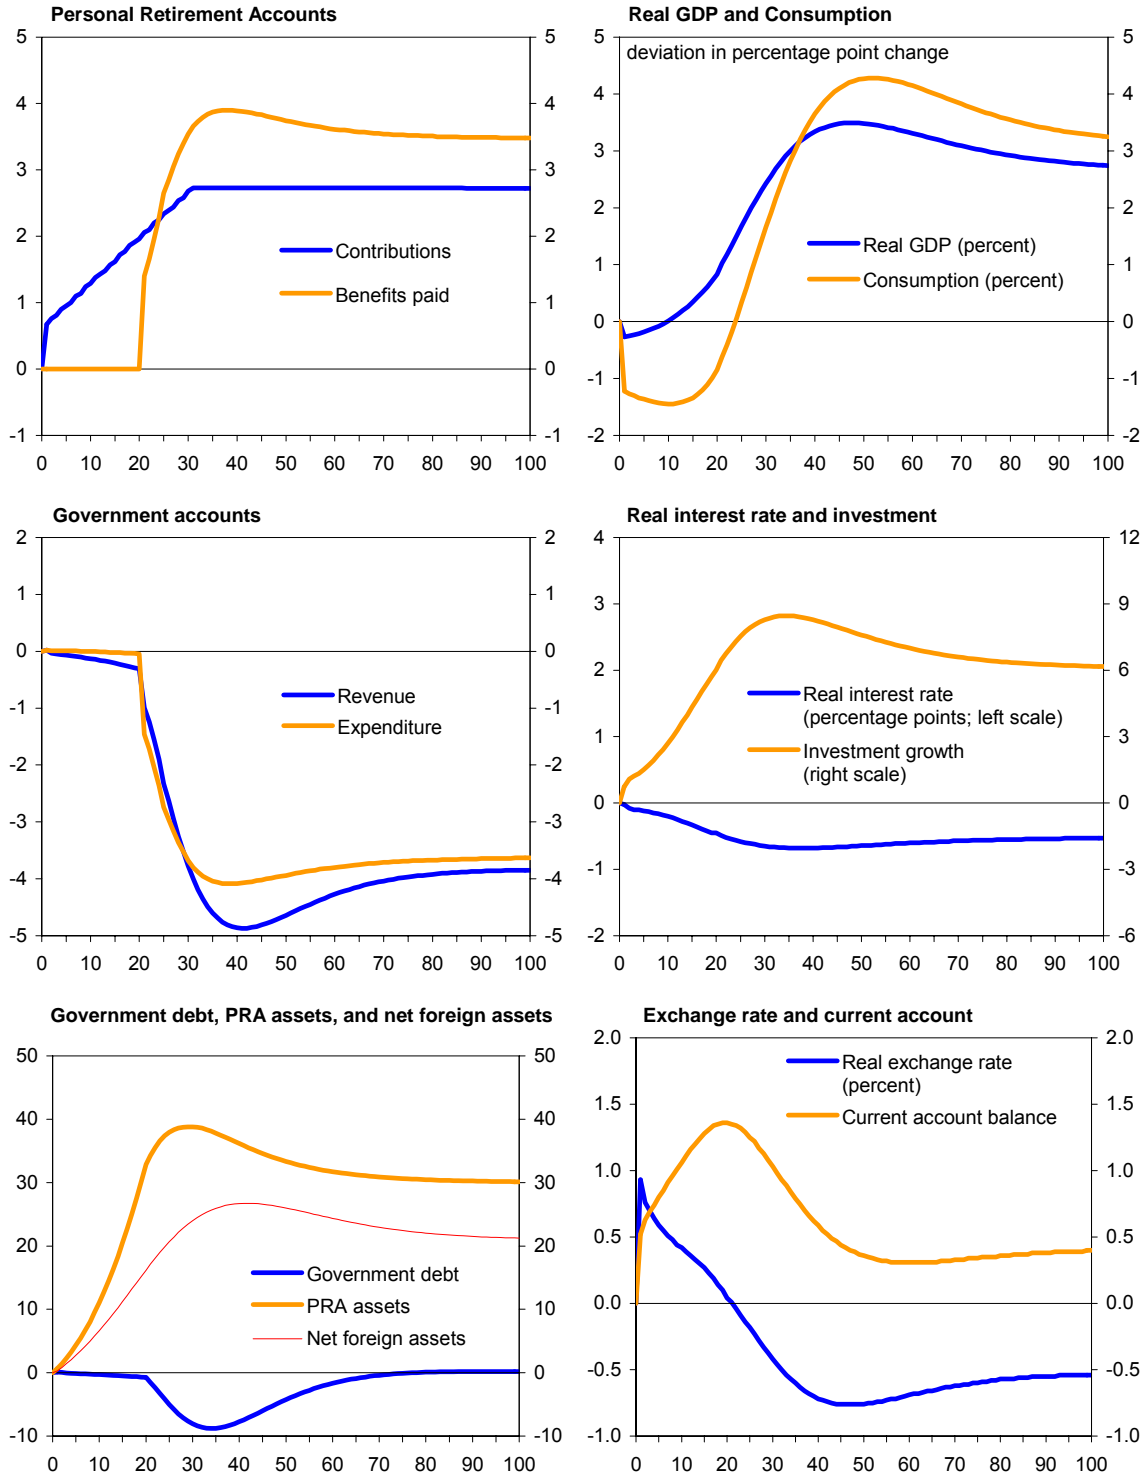 Personal Retirement Accounts
5 5
4 4
3 3
2 2
1 1
0 0
-1 -1
Contributions
Benefits paid
0 10 20 30 40 50 60 70 80 90 100
Real GDP and Consumption
deviation in percentage point change
5 5
4 4
3 3
2 2
1 1
0 0
-1 -1
-2 -2
Real GDP (percent)
Consumption (percent)
0 10 20 30 40 50 60 70 80 90 100
Government accounts
2 2
1 1
0 0
-1 -1
-2 -2
-3 -3
-4 -4
-5 -5
Revenue
Expenditure
0 10 20 30 40 50 60 70 80 90 100
Real interest rate and investment
4 12
3 9
2 6
1 3
0 0
-1 -3
-2 -6
Real interest rate
(percentage points; left scale)
Investment growth
(right scale)
0 10 20 30 40 50 60 70 80 90 100
Government debt, PRA assets, and net foreign assets
50 50
40 40
30 30
20 20
10 10
0 0
-10 -10
Government debt
PRA assets
Net foreign assets
0 10 20 30 40 50 60 70 80 90 100
Exchange rate and current account
2.0 2.0
1.5 1.5
1.0 1.0
0.5 0.5
0.0 0.0
-0.5 -0.5
-1.0 -1.0
Real exchange rate
(percent)
Current account balance
0 10 20 30 40 50 60 70 80 90 100